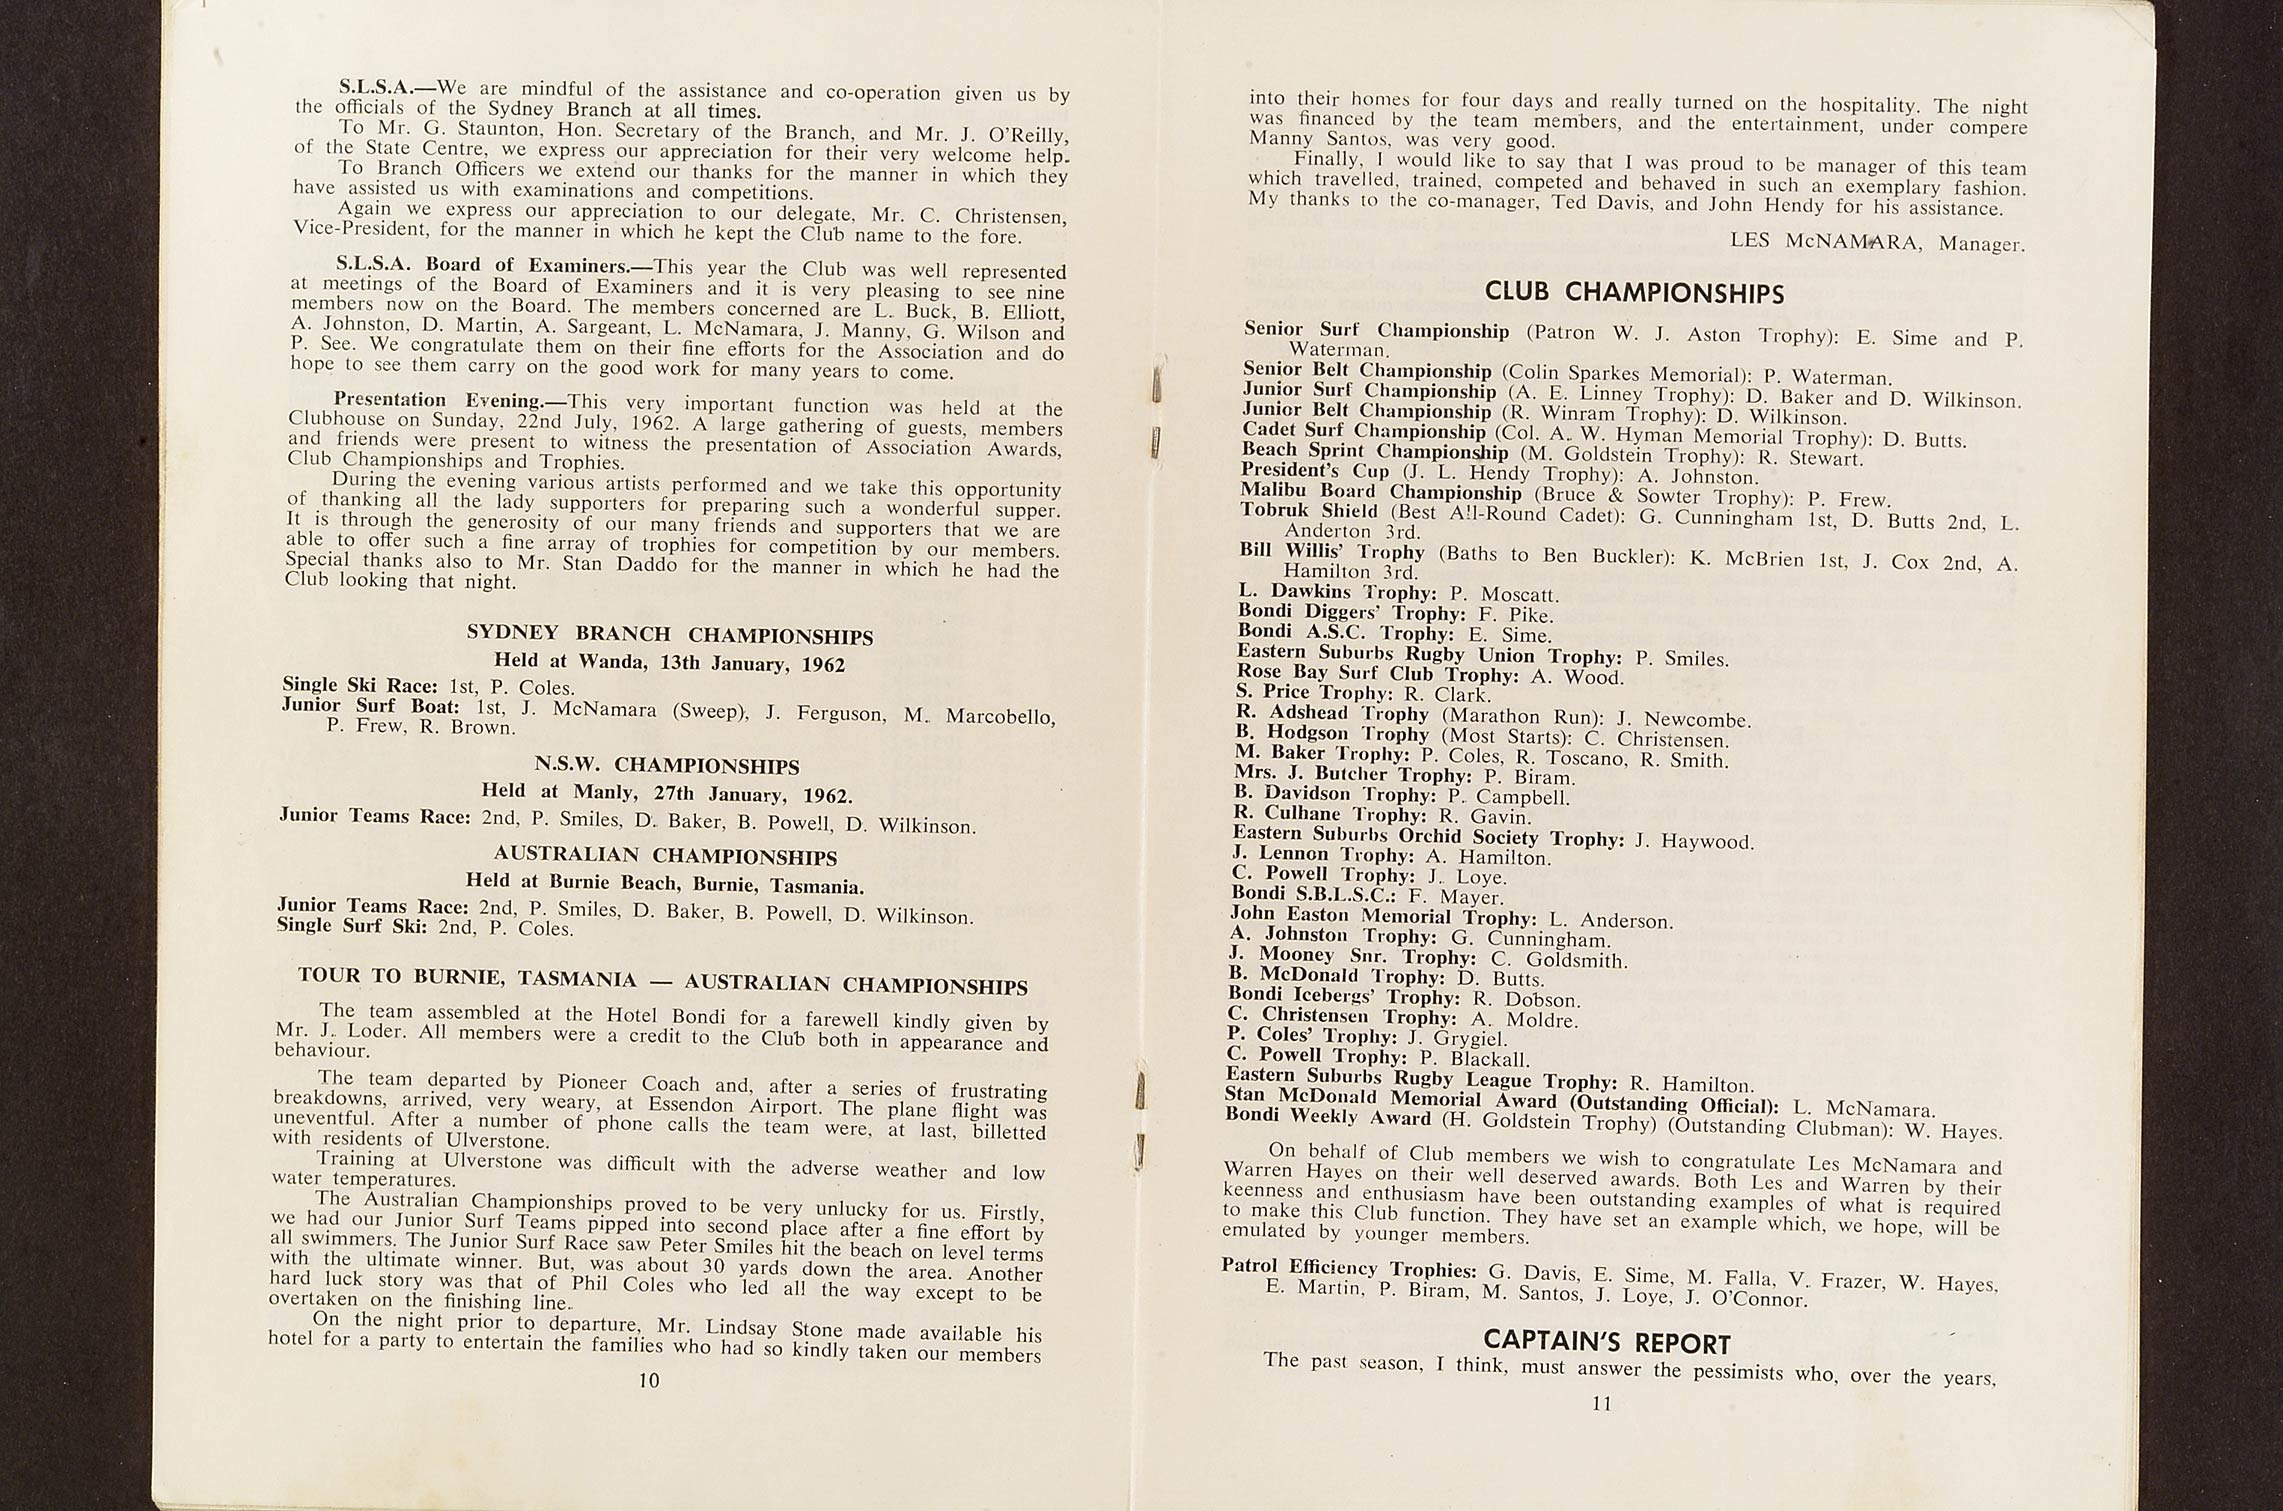 S.L.S.A.—We are mindful of the assistance and co-operation given us by
the officials of the Sydney Branch at all times.
To Mr. G. Staunton, Hon. Secretary of the Branch, and Mr. J. O'Reilly,
of the State Centre, we express our appreciation for their very welcome help.
To Branch Officers we extend our thanks for the manner in which they
have assisted us with examinations and competitions.
Again we express our appreciation to our delegate, Mr. C. Christensen,
Vice-President, for the manner in which he kept the Club name to the fore.
S.L.S.A. Board of Examiners.—This year the Club was well represented
at meetings of the Board of Examiners and it is very pleasing to see nine
members now on the Board. The members concerned are L. Buck, B. Elliott,
A. Johnston, D. Martin, A. Sargeant, L. McNamara, J. Manny, G. Wilson and
P. See. We congratulate them on their fine efforts for the Association and do
hope to see them carry on the good work for many years to come.
Presentation Evening.—This very important function was held at the
Clubhouse on Sunday, 22nd July, 1962. A large gathering of guests, members
and friends were present to witness the presentation of Association Awards,
Club Championships and Trophies.
During the evening various artists performed and we take this opportunity
of thanking all the lady supporters for preparing such a wonderful supper.
It is through the generosity of our many friends and supporters that we are
able to offer such a fine array of trophies for competition by our members.
Special thanks also to Mr. Stan Daddo for the manner in which he had the
Club looking that night.
SYDNEY BRANCH CHAMPIONSHIPS
Held at Wanda, 13th January, 1962
Single Ski Race: 1st, P. Coles.
Junior Surf Boat: 1st, J. McNamara (Sweep), J. Ferguson, M. Marcobello,
P. Frew, R. Brown.
N.S.W. CHAMPIONSHIPS
Held at Manly, 27th January, 1962.
Junior Teams Race: 2nd, P. Smiles, D. Baker, B. Powell, D. Wilkinson.
AUSTRALIAN CHAMPIONSHIPS
Held at Burnie Beach, Burnie, Tasmania.
Junior Teams Race: 2nd, P. Smiles, D. Baker, B. Powell, D. Wilkinson.
Single Surf Ski: 2nd, P. Coles.
TOUR TO BURNIE, TASMANIA — AUSTRALIAN CHAMPIONSHIPS
The team assembled at the Hotel Bondi for a farewell kindly given by
Mr. J. Loder. All members were a credit to the Club both in appearance and
behaviour.
The team departed by Pioneer Coach and, after a series of frustrating
breakdowns, arrived, very weary, at Essendon Airport. The plane flight was
uneventful. After a number of phone calls the team were, at last, billetted
with residents of Ulverstone.
Training at Ulverstone was difficult with the adverse weather and low
water temperatures.
The Australian Championships proved to be very unlucky for us. Firstly,
we had our Junior Surf Teams pipped into second place after a fine effort by
all swimmers. The Junior Surf Race saw Peter Smiles hit the beach on level terms
with the ultimate winner. But, was about 30 yards down the area. Another
hard luck story was that of Phil Coles who led all the way except to be
overtaken on the finishing line.
On the night prior to departure, Mr. Lindsay Stone made available his
hotel for a party to entertain the families who had so kindly taken our members
10
into their homes for four days and really turned on the hospitality. The night
was financed by the team members, and the entertainment, under compere
Manny Santos, was very good.
Finally, I would like to say that I was proud to be manager of this team
which travelled, trained, competed and behaved in such an exemplary fashion.
My thanks to the co-manager, Ted Davis, and John Hendy for his assistance.
LES McNAMARA, Manager.
CLUB CHAMPIONSHIPS
Senior Surf Championship (Patron W. J. Aston Trophy): E. Sime and P.
Waterman.
Senior Belt Championship (Colin Sparkes Memorial): P. Waterman.
Junior Surf Championship (A. E. Linney Trophy): D. Baker and D. Wilkinson.
Junior Belt Championship (R. Winram Trophy): D. Wilkinson.
Cadet Surf Championship (Col. A. W. Hyman Memorial Trophy): D. Butts.
Beach Sprint Championship (M. Goldstein Trophy): R. Stewart.
President's Cup (J. L. Hendy Trophy): A. Johnston.
Malibu Board Championship (Bruce & Sowter Trophy): P. Frew.
Tobruk Shield (Best All-Round Cadet): G. Cunningham 1st, D. Butts 2nd, L.
Anderton 3rd.
Bill Willis' Trophy (Baths to Ben Buckler): K. McBrien 1st, J. Cox 2nd, A.
Hamilton 3rd.
L. Dawkins Trophy: P. Moscatt.
Bondi Diggers' Trophy: F. Pike.
Bondi A.S.C. Trophy: E. Sime.
Eastern Suburbs Rugby Union Trophy: P. Smiles.
Rose Bay Surf Club Trophy: A. Wood.
S. Price Trophy: R. Clark.
R. Adshead Trophy (Marathon Run): J. Newcombe.
B. Hodgson Trophy (Most Starts): C. Christensen.
M. Baker Trophy: P. Coles, R. Toscano, R. Smith.
Mrs. J. Butcher Trophy: P. Biram.
B. Davidson Trophy: P. Campbell.
R. Culhane Trophy: R. Gavin.
Eastern Suburbs Orchid Society Trophy: J. Haywood.
J. Lennon Trophy: A. Hamilton.
C. Powell Trophy: J. Loye.
Bondi S.B.L.S.C.: F. Mayer.
John Easton Memorial Trophy: L. Anderson.
A. Johnston Trophy: G. Cunningham.
J. Mooney Snr. Trophy: C. Goldsmith.
B. McDonald Trophy: D. Butts.
Bondi Icebergs' Trophy: R. Dobson.
C. Christensen Trophy: A. Moldre.
P. Coles' Trophy: J. Grygiel.
C. Powell Trophy: P. Blackall.
Eastern Suburbs Rugby League Trophy: R. Hamilton.
Stan McDonald Memorial Award (Outstanding Official): L. McNamara.
Bondi Weekly Award (H. Goldstein Trophy) (Outstanding Clubman): W. Hayes.
On behalf of Club members we wish to congratulate Les McNamara and
Warren Hayes on their well deserved awards. Both Les and Warren by their
keenness and enthusiasm have been outstanding examples of what is required
to make this Club function. They have set an example which, we hope, will be
emulated by younger members.
Patrol Efficiency Trophies: G. Davis, E. Sime, M. Falla, V. Frazer, W. Hayes,
E. Martin, P. Biram, M. Santos, J. Loye, J. O'Connor.
CAPTAIN'S REPORT
The past season, I think, must answer the pessimists who, over the years,
11